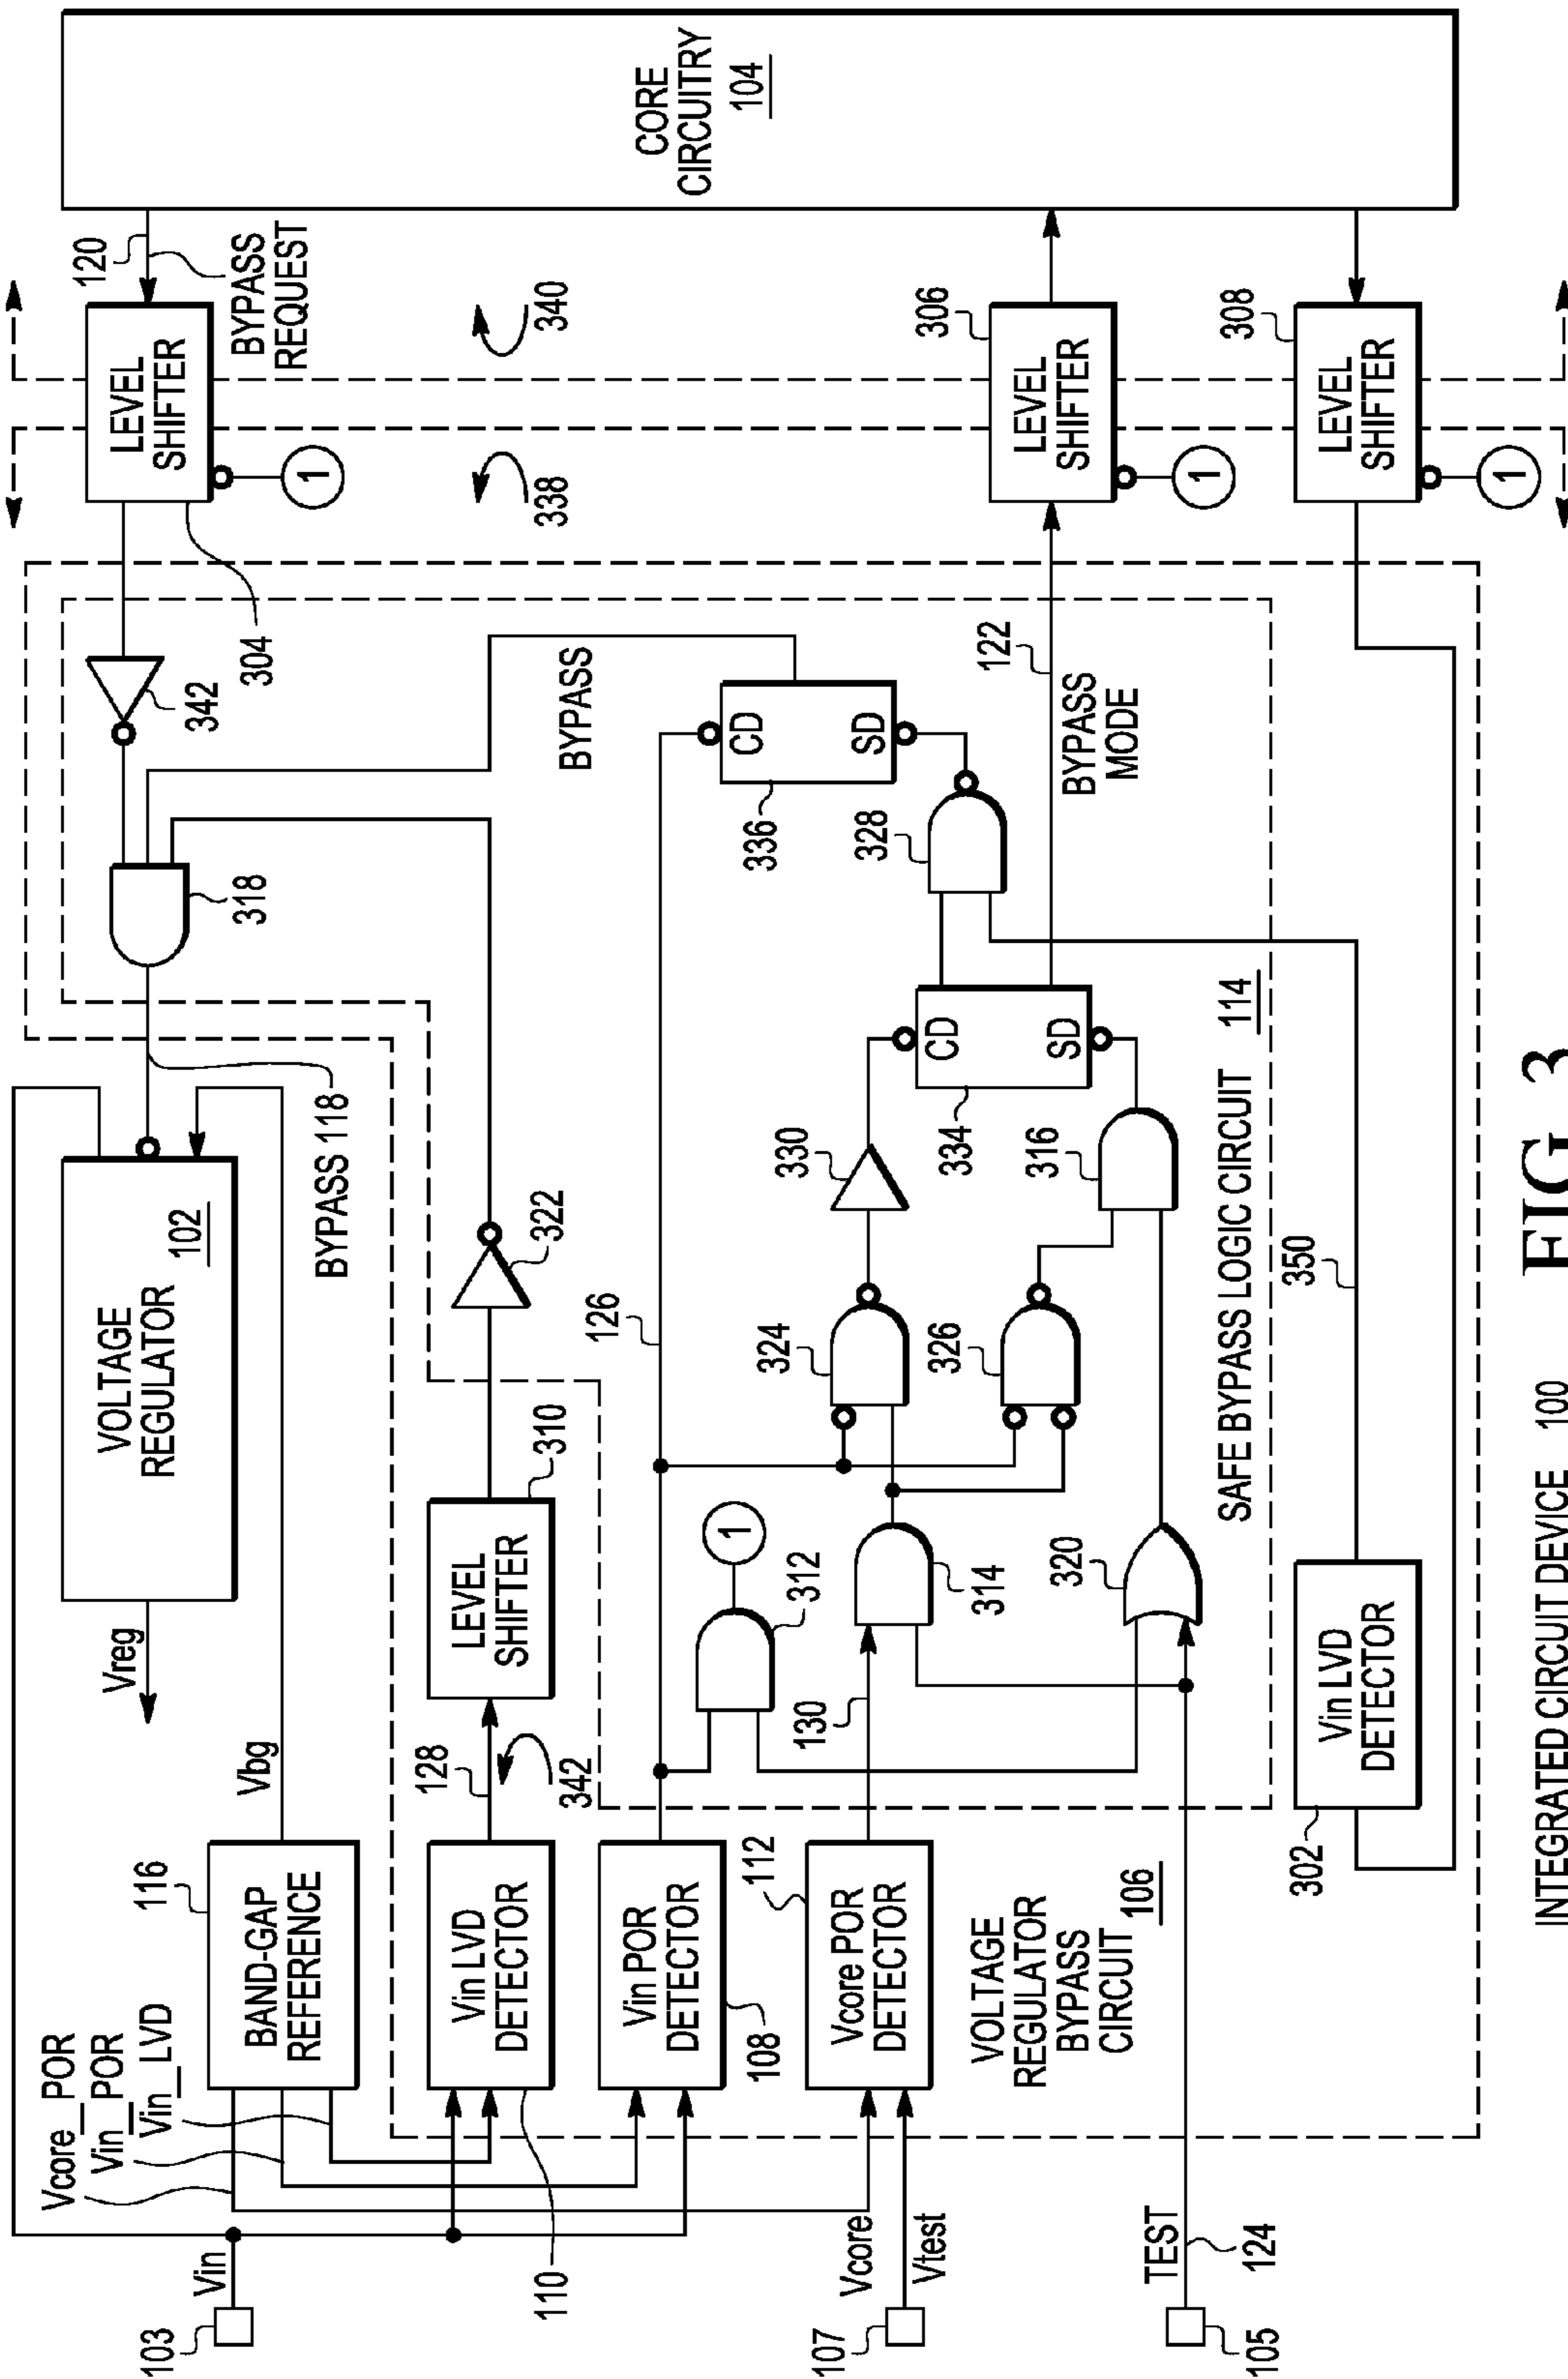 Vcore_POR
Vin_POR
Vin_LVD
116
BAND-GAP
REFERENCE
Vbg
Vreg
VOLTAGE
REGULATOR
102
BYPASS 118
318
342
304
LEVEL
SHIFTER
1
120
BYPASS
REQUEST
CORE
CIRCUITRY
104
103
Vin
110
Vin LVD
DETECTOR
128
342
LEVEL
SHIFTER
310
322
338
340
BYPASS
126
Vin POR
DETECTOR
108
1
312
324
330
336
CD
SD
328
107
Vcore
Vtest
112
Vcore POR
DETECTOR
130
314
326
334
CD
SD
316
122
BYPASS
MODE
306
LEVEL
SHIFTER
1
VOLTAGE
REGULATOR
BYPASS
CIRCUIT
106
320
SAFE BYPASS LOGIC CIRCUIT
114
105
TEST
124
302
Vin LVD
DETECTOR
350
308
LEVEL
SHIFTER
1
INTEGRATED CIRCUIT DEVICE 100
FIG. 3